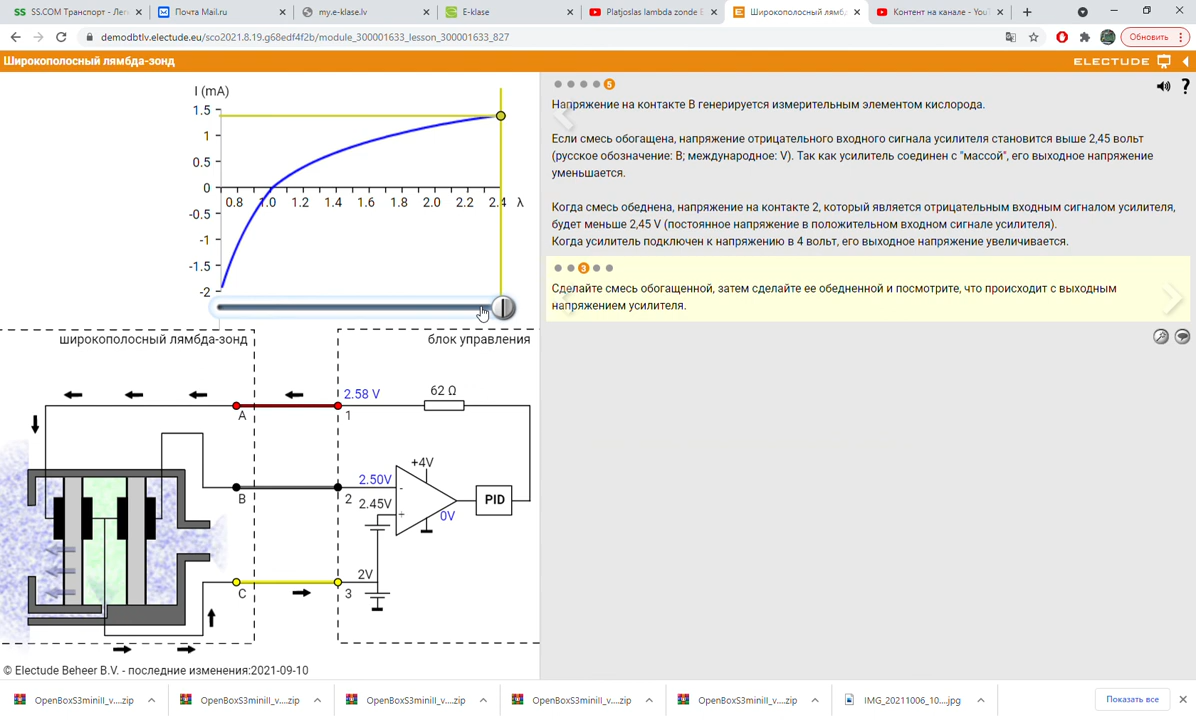 SS.COM Транспорт - Лег
Почта Mail.ru
my.e-klase.lv
E-klase
Platjoslas lambda zonde E
Широкополосный лямбд
Контент на канале - YouT
demodbtlv.electude.eu/sco2021.8.19.g68edf4f2b/module_300001633_lesson_300001633_827
Обновить
Широкополосный лямбда-зонд
ELECTUDE
I (mA)
1.5
1
0.5
0
-0.5
-1
-1.5
-2
0.8 1.0 1.2 1.4 1.6 1.8 2.0 2.2 2.4 λ
широкополосный лямбда-зонд
блок управления
2.58 V
62 Ω
A
1
+4V
2.50V
B
2
2.45V
-
+
0V
PID
2V
C
3
© Electude Beheer B.V. - последние изменения:2021-09-10
5
?
Напряжение на контакте B генерируется измерительным элементом кислорода.
Если смесь обогащена, напряжение отрицательного входного сигнала усилителя становится выше 2,45 вольт
(русское обозначение: В; международное: V). Так как усилитель соединен с "массой", его выходное напряжение
уменьшается.
Когда смесь обеднена, напряжение на контакте 2, который является отрицательным входным сигналом усилителя,
будет меньше 2,45 V (постоянное напряжение в положительном входном сигнале усилителя).
Когда усилитель подключен к напряжению в 4 вольт, его выходное напряжение увеличивается.
3
Сделайте смесь обогащенной, затем сделайте ее обедненной и посмотрите, что происходит с выходным
напряжением усилителя.
OpenBoxS3miniII_v....zip
OpenBoxS3miniII_v....zip
OpenBoxS3miniII_v....zip
OpenBoxS3miniII_v....zip
OpenBoxS3miniII_v....zip
IMG_20211006_10....jpg
Показать все